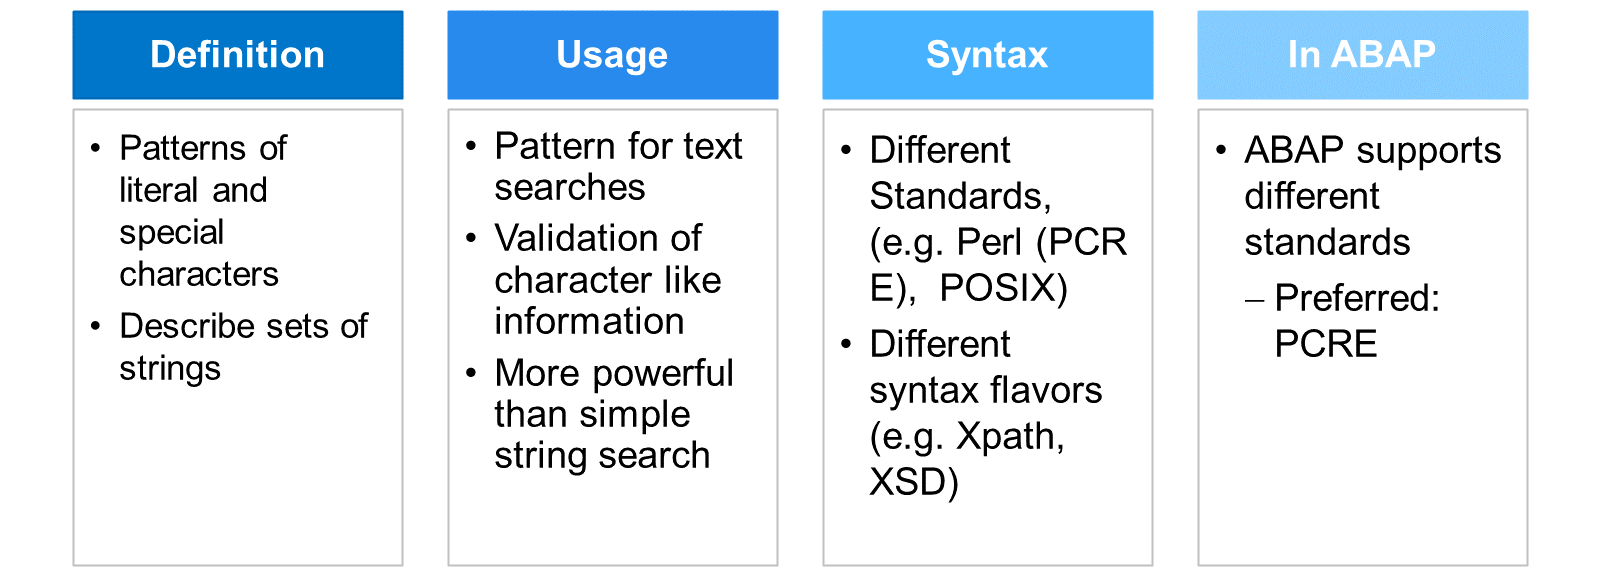 Definition
• Patterns of
literal and
special
characters
• Describe sets of
strings
Usage
• Pattern for text
searches
• Validation of
character like
information
• More powerful
than simple
string search
Syntax
• Different
Standards,
(e.g. Perl (PCR
E),  POSIX)
• Different
syntax flavors
(e.g. Xpath,
XSD)
In ABAP
• ABAP supports
different
standards
– Preferred:
PCRE